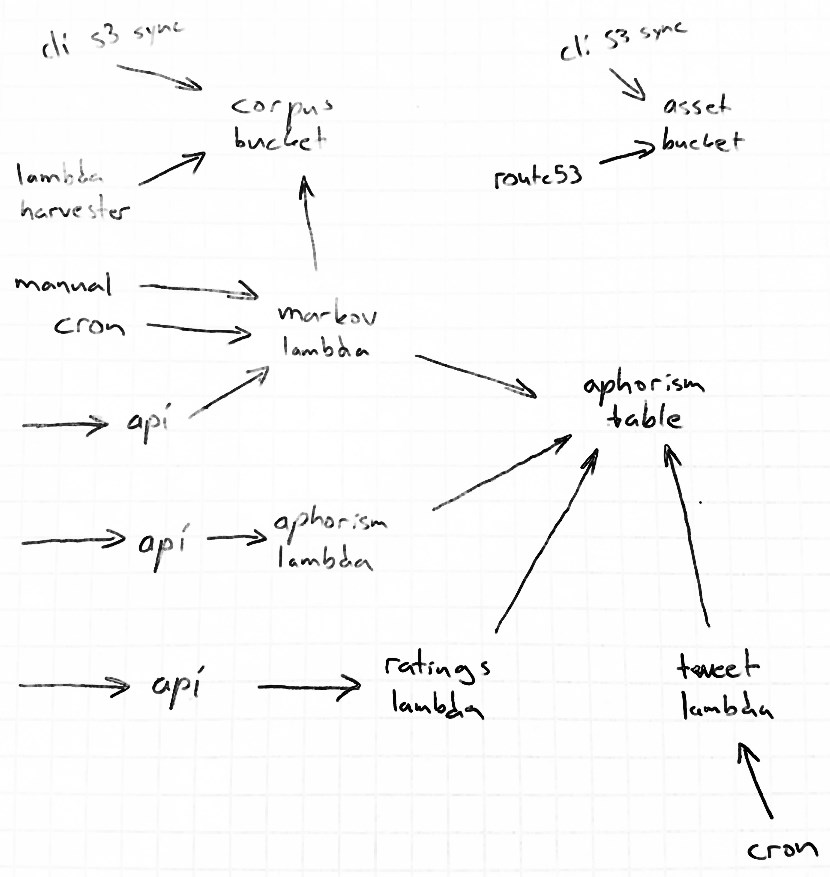 cli s3 sync
cli s3 sync
corpus
bucket
asset
bucket
lambda
harvester
route53
manual
cron
markov
lambda
api
aphorism
table
api
aphorism
lambda
api
ratings
lambda
tweet
lambda
cron